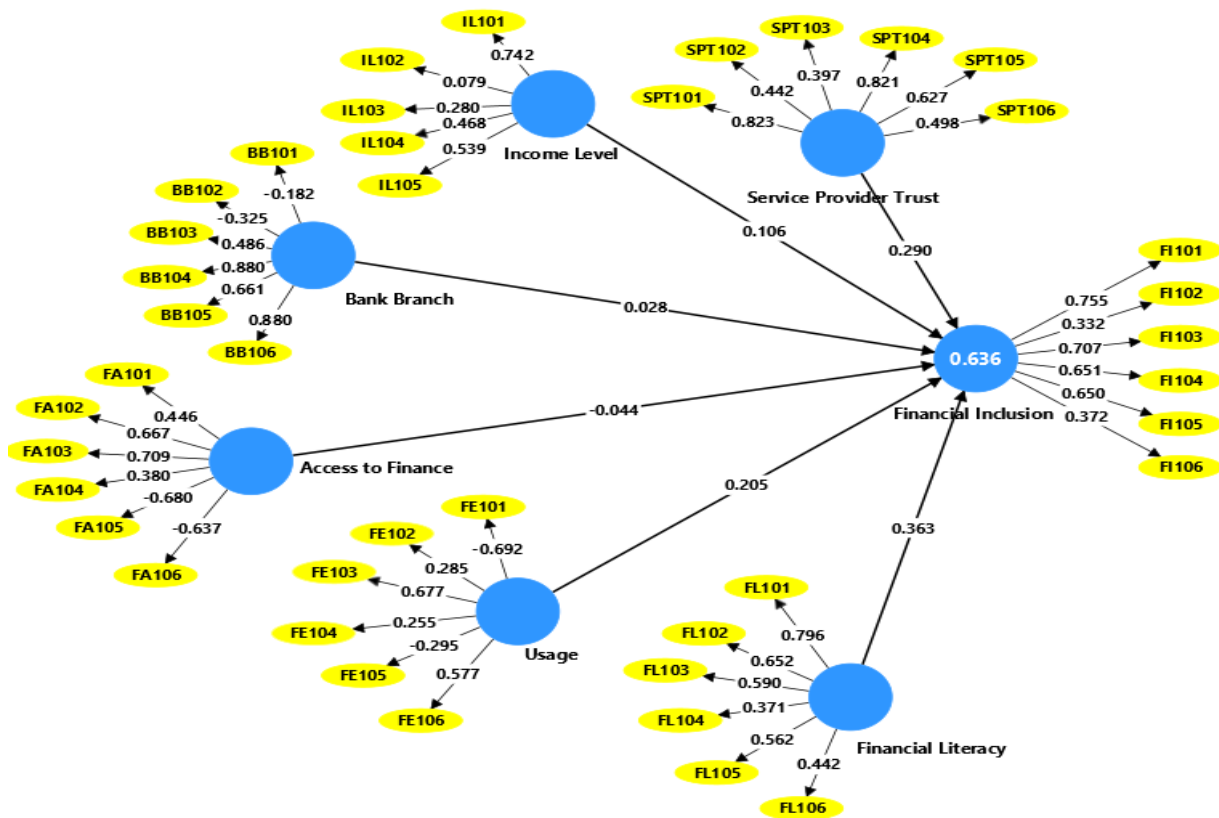 IL101
IL102
IL103
IL104
IL105
0.742
0.079
0.280
0.468
0.539
Income Level
SPT101
SPT102
SPT103
SPT104
SPT105
SPT106
0.823
0.442
0.397
0.821
0.627
0.498
Service Provider Trust
BB101
BB102
BB103
BB104
BB105
BB106
-0.182
-0.325
0.486
0.880
0.661
0.880
Bank Branch
0.106
0.290
0.028
-0.044
0.205
0.363
0.636
Financial Inclusion
FI101
FI102
FI103
FI104
FI105
FI106
0.755
0.332
0.707
0.651
0.650
0.372
FA101
FA102
FA103
FA104
FA105
FA106
0.446
0.667
0.709
0.380
-0.680
-0.637
Access to Finance
FE101
FE102
FE103
FE104
FE105
FE106
-0.692
0.285
0.677
0.255
-0.295
0.577
Usage
FL101
FL102
FL103
FL104
FL105
FL106
0.796
0.652
0.590
0.371
0.562
0.442
Financial Literacy